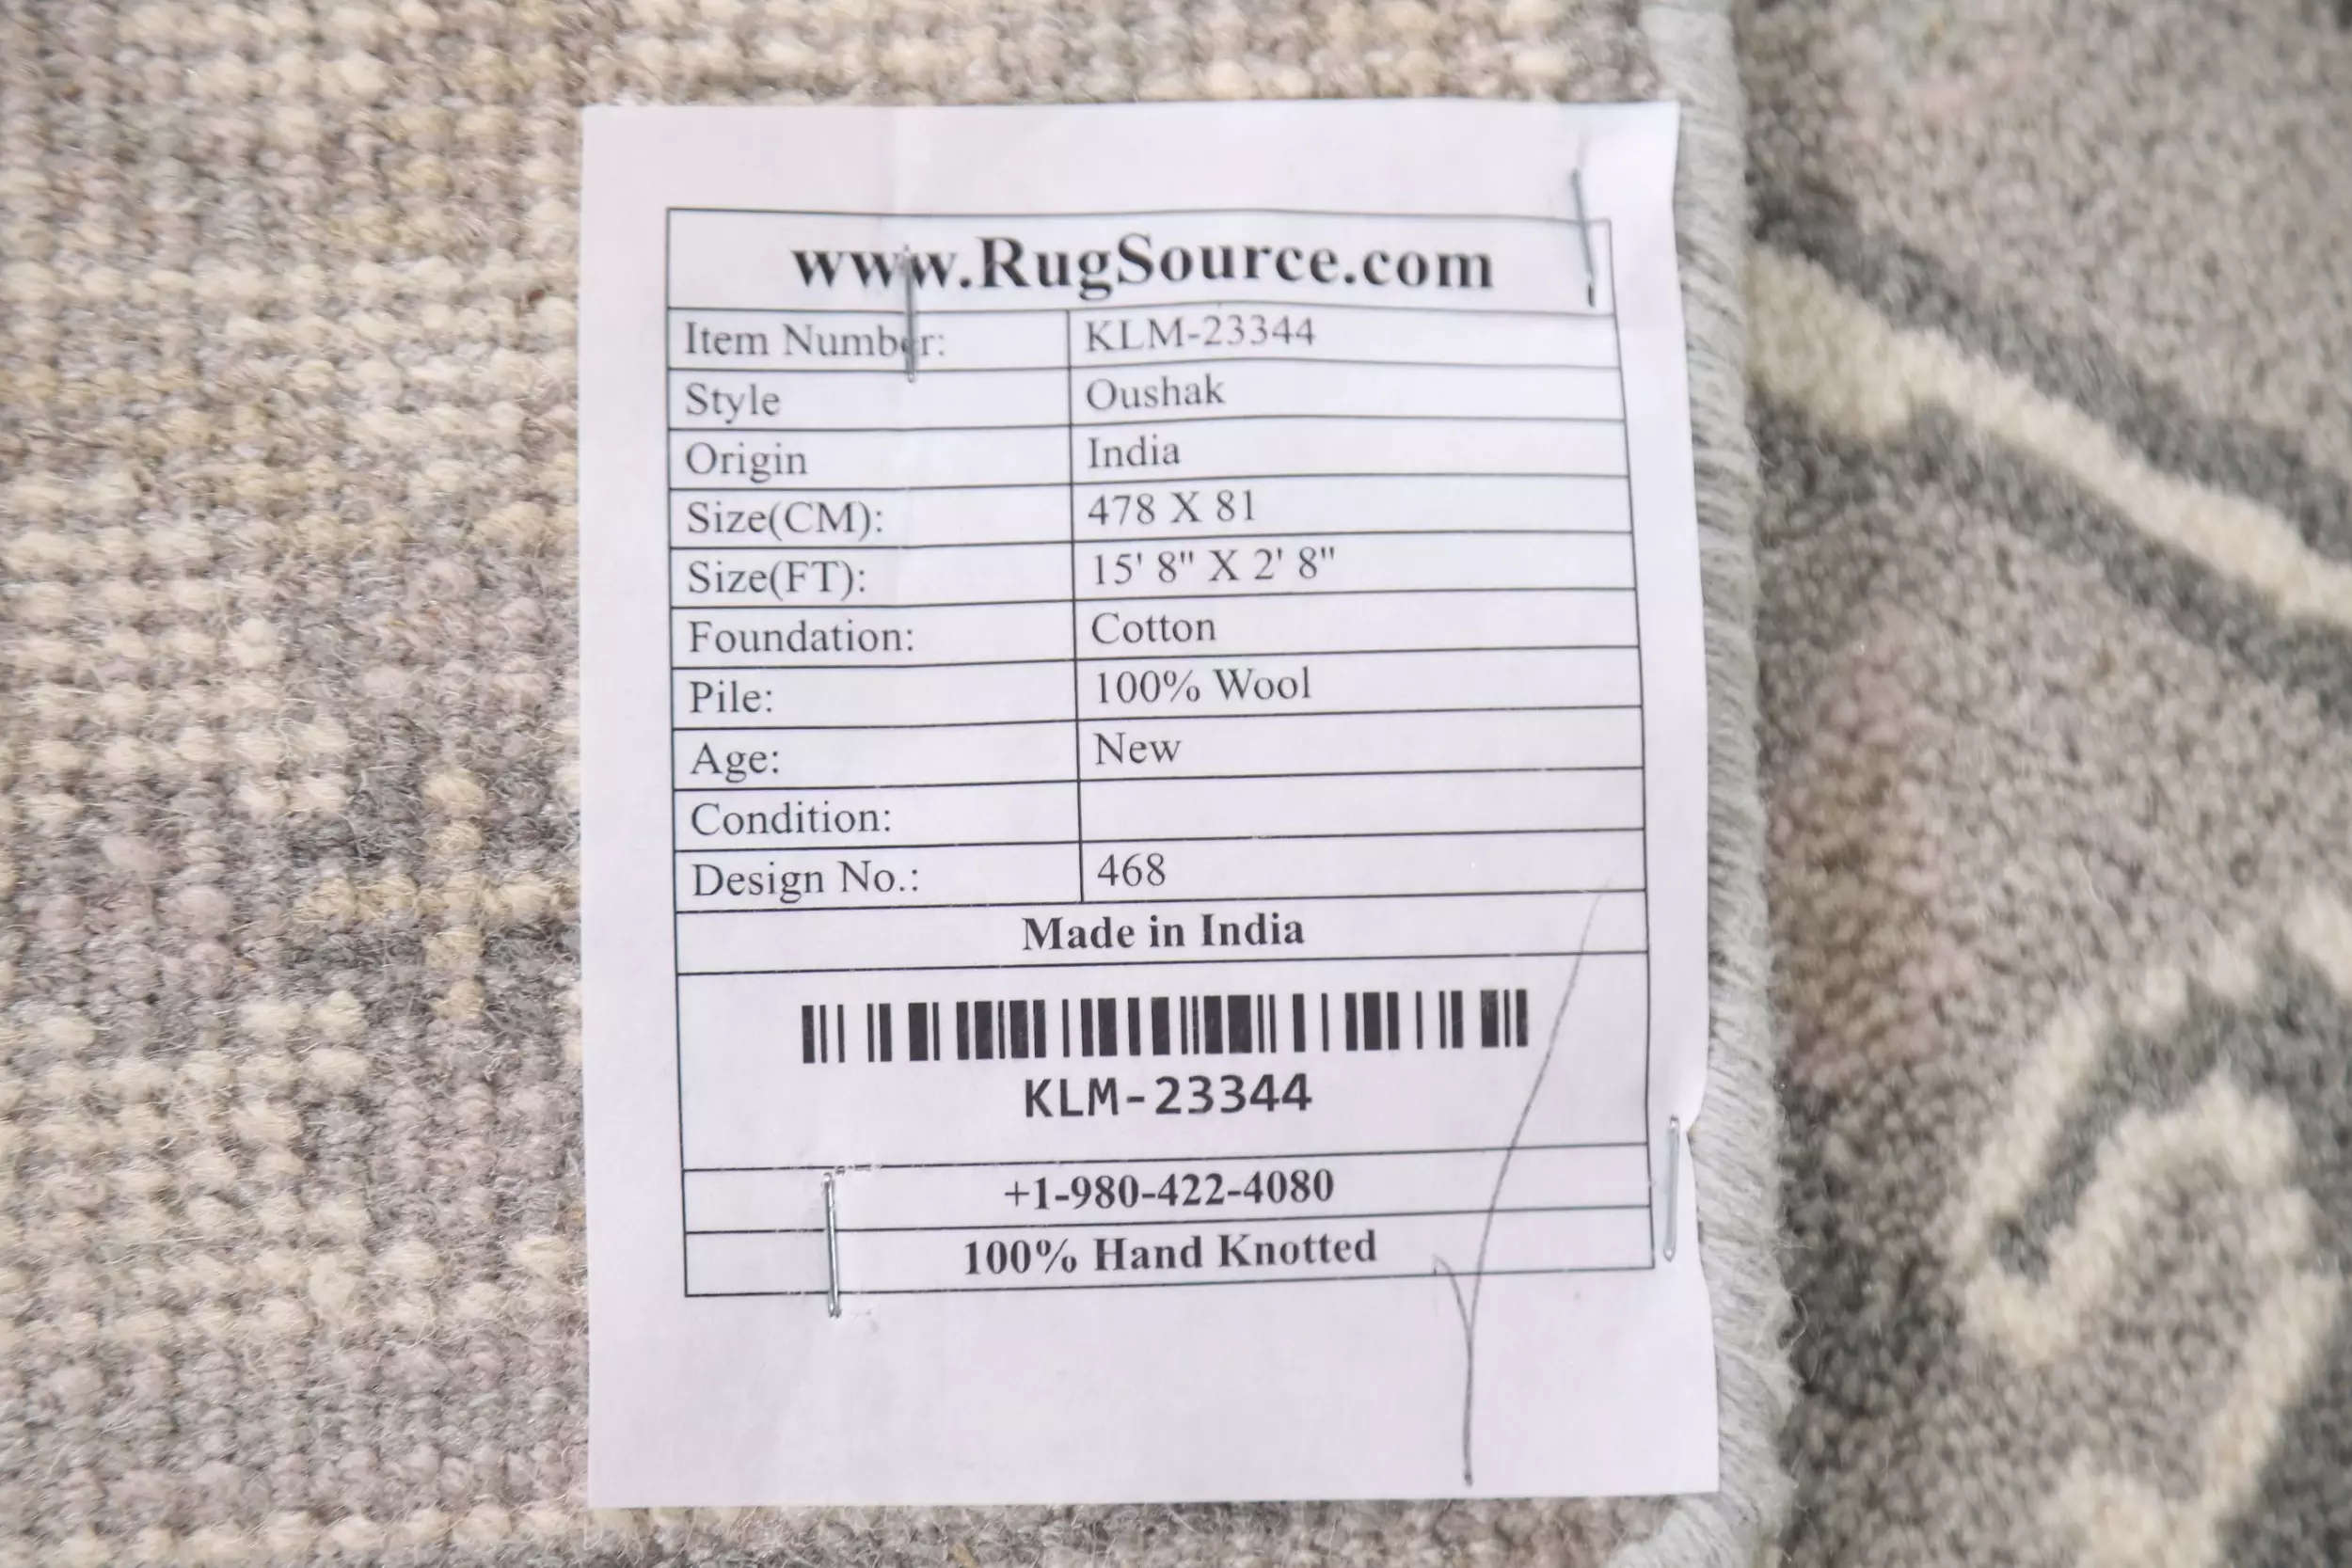 www.RugSource.com
Item Number: KLM-23344
Style Oushak
Origin India
Size(CM): 478 X 81
Size(FT): 15' 8" X 2' 8"
Foundation: Cotton
Pile: 100% Wool
Age: New
Condition:
Design No.: 468
Made in India
KLM-23344
+1-980-422-4080
100% Hand Knotted